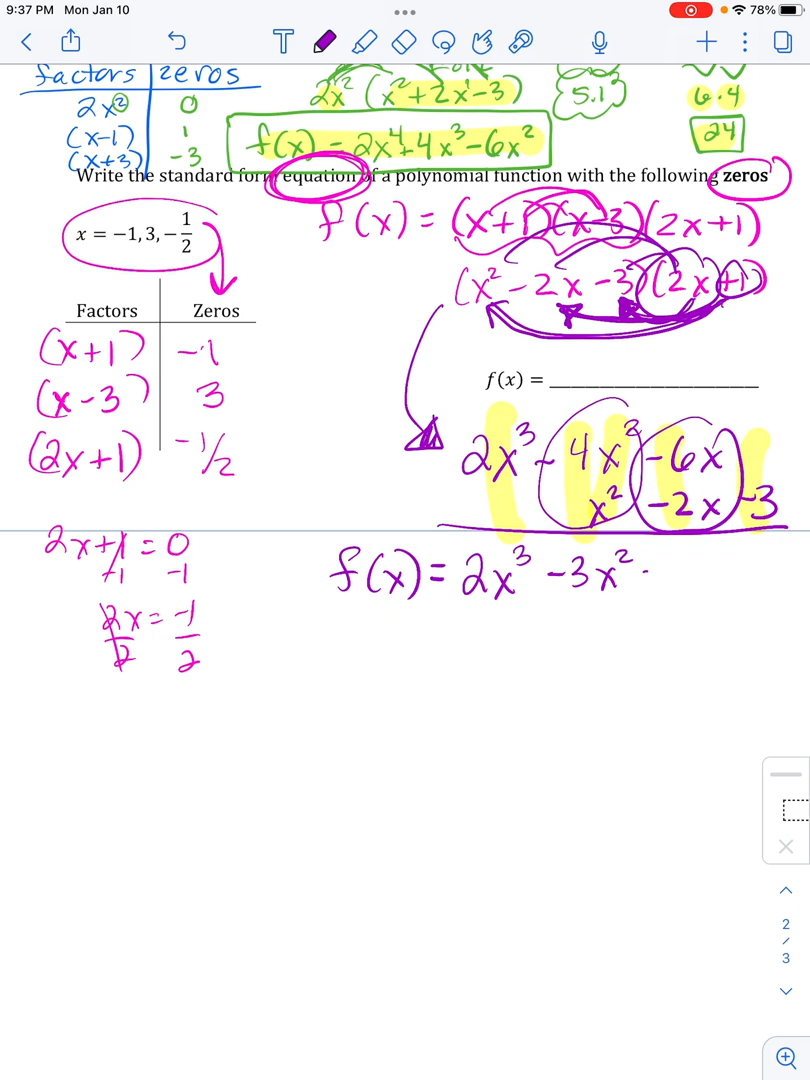 9:37 PM Mon Jan 10
78%
factors | zeros
2x² 0
(x-1) 1
(x+3) -3
2x² (x²+2x-3)
f(x) = 2x⁴+4x³-6x²
5.1
6·4
24
Write the standard form equation of a polynomial function with the following zeros
x = −1, 3, −1/2
f(x) = (x+1)(x-3)(2x+1)
(x² - 2x - 3)(2x+1)
Factors Zeros
(x+1) -1
(x-3) 3
(2x+1) -1/2
f(x) =
2x³ - 4x² - 6x
x² - 2x - 3
2x+1 = 0
-1 -1
2x = -1
2 2
f(x) = 2x³ - 3x²
2
/
3